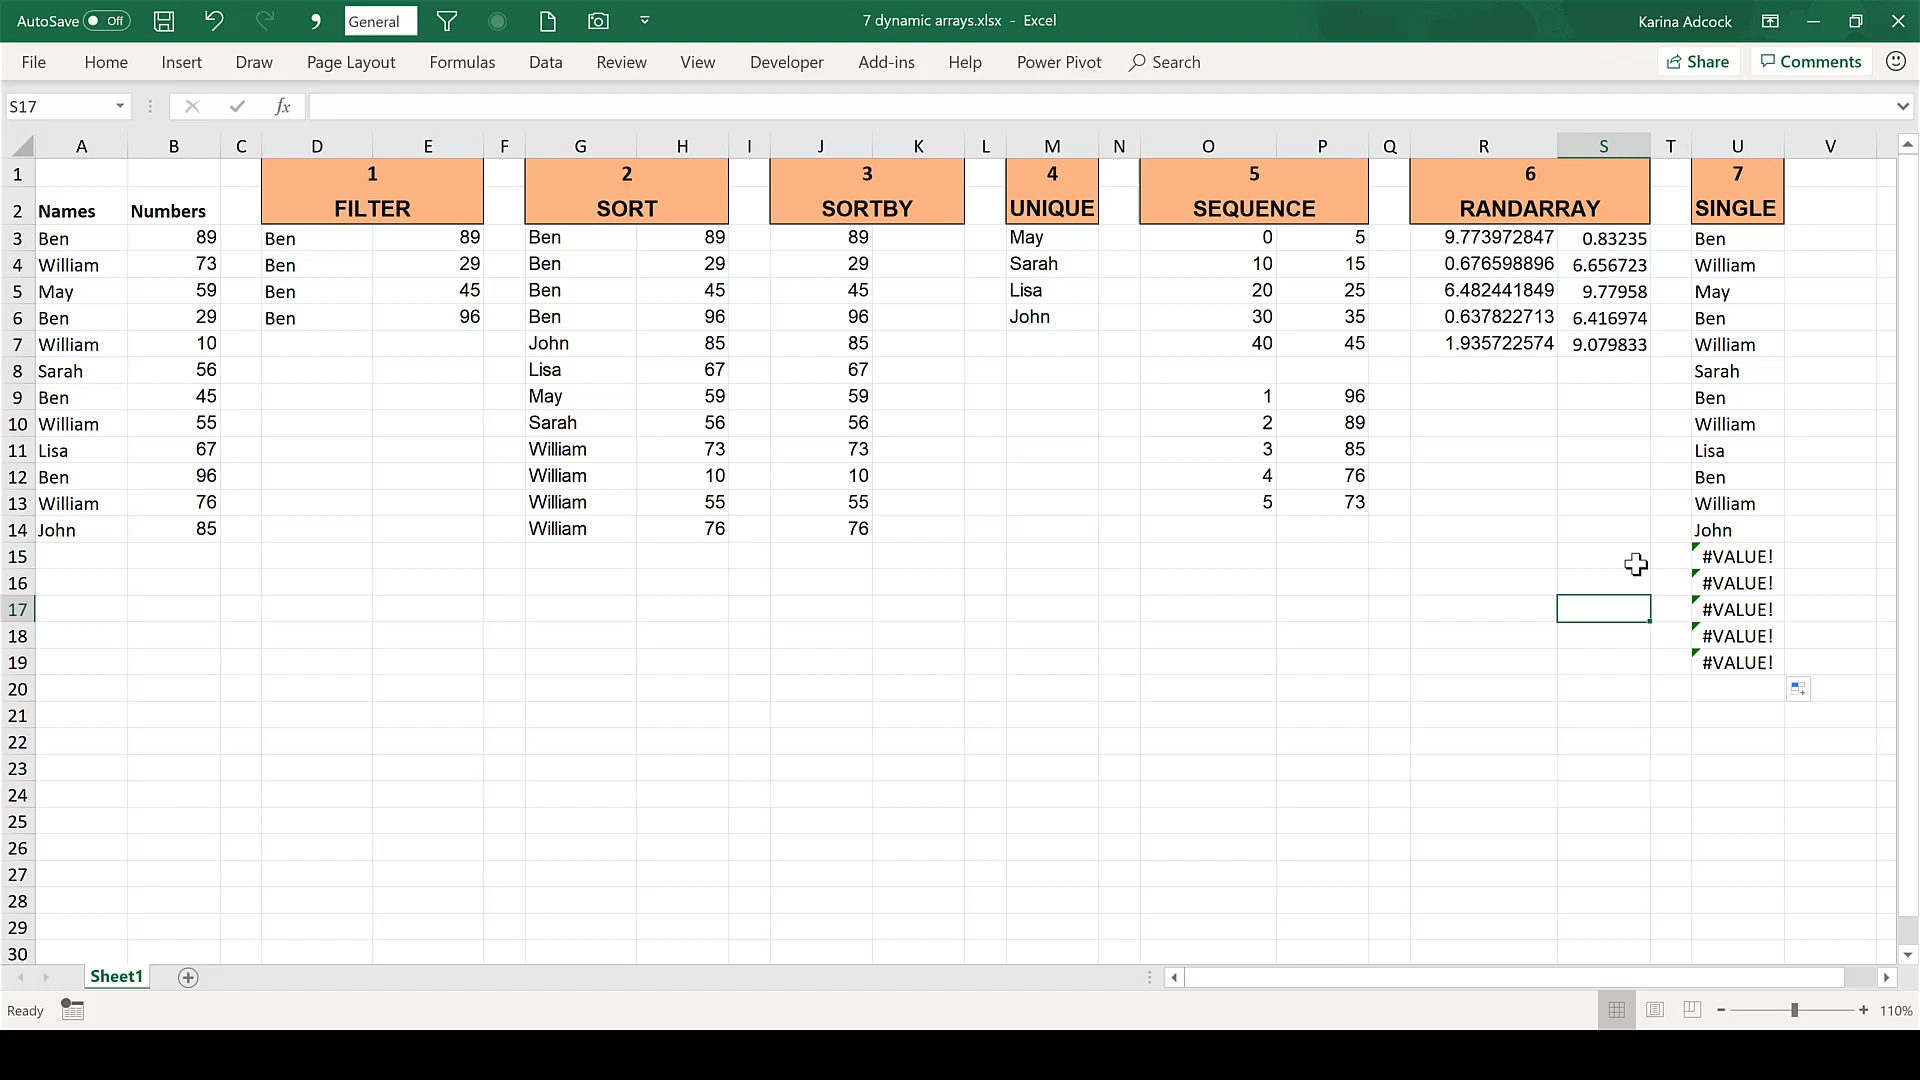 AutoSave Off General 7 dynamic arrays.xlsx - Excel Karina Adcock
File Home Insert Draw Page Layout Formulas Data Review View Developer Add-ins Help Power Pivot Search Share Comments
S17 fx
A B C D E F G H I J K L M N O P Q R S T U V
1 1 2 3 4 5 6 7
2 Names Numbers FILTER SORT SORTBY UNIQUE SEQUENCE RANDARRAY SINGLE
3 Ben 89 Ben 89 Ben 89 89 May 0 5 9.773972847 0.83235 Ben
4 William 73 Ben 29 Ben 29 29 Sarah 10 15 0.676598896 6.656723 William
5 May 59 Ben 45 Ben 45 45 Lisa 20 25 6.482441849 9.77958 May
6 Ben 29 Ben 96 Ben 96 96 John 30 35 0.637822713 6.416974 Ben
7 William 10 John 85 85 40 45 1.935722574 9.079833 William
8 Sarah 56 Lisa 67 67 Sarah
9 Ben 45 May 59 59 1 96 Ben
10 William 55 Sarah 56 56 2 89 William
11 Lisa 67 William 73 73 3 85 Lisa
12 Ben 96 William 10 10 4 76 Ben
13 William 76 William 55 55 5 73 William
14 John 85 William 76 76 John
15 #VALUE!
16 #VALUE!
17 #VALUE!
18 #VALUE!
19 #VALUE!
20
21
22
23
24
25
26
27
28
29
30
Sheet1
Ready 110%